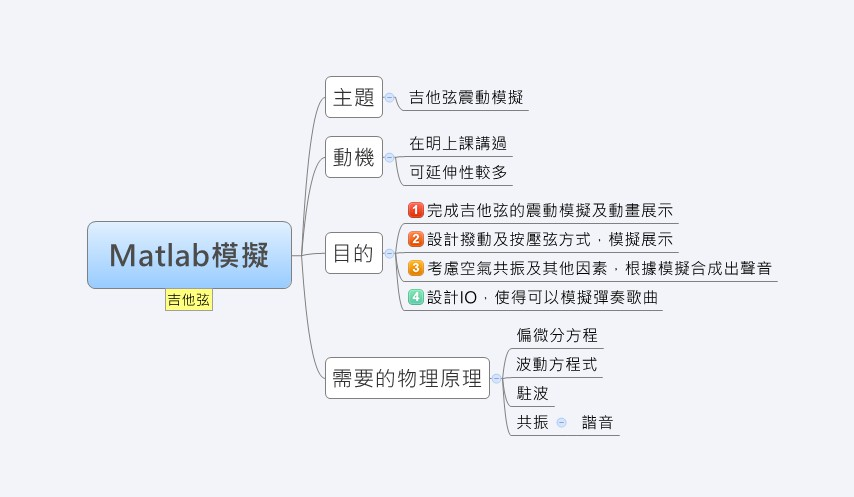 Matlab模擬
吉他弦
主題
吉他弦震動模擬
動機
在明上課講過
可延伸性較多
目的
1 完成吉他弦的震動模擬及動畫展示
2 設計撥動及按壓弦方式，模擬展示
3 考慮空氣共振及其他因素，根據模擬合成出聲音
4 設計IO，使得可以模擬彈奏歌曲
需要的物理原理
偏微分方程
波動方程式
駐波
共振
諧音